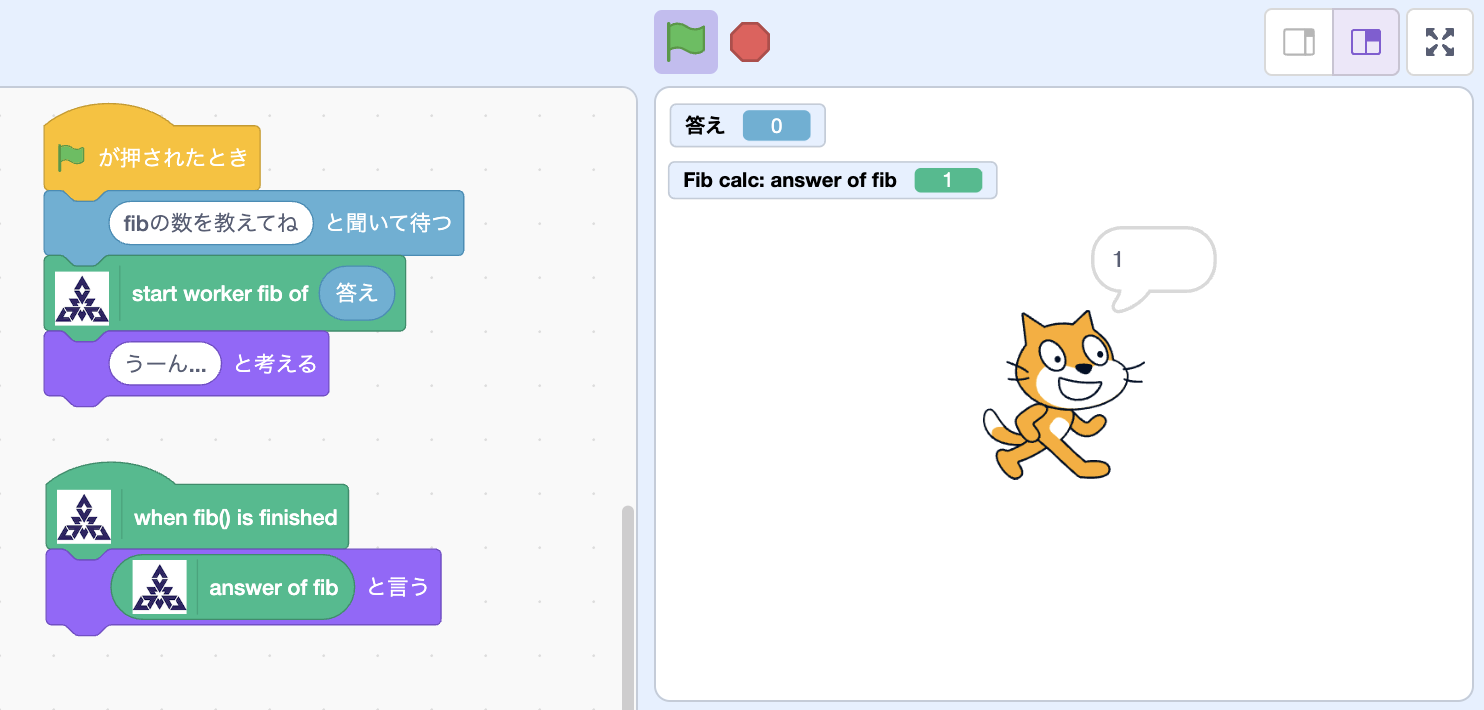 が押されたとき
fibの数を教えてね と聞いて待つ
start worker fib of 答え
うーん... と考える
when fib() is finished
answer of fib と言う
答え 0
Fib calc: answer of fib 1
1